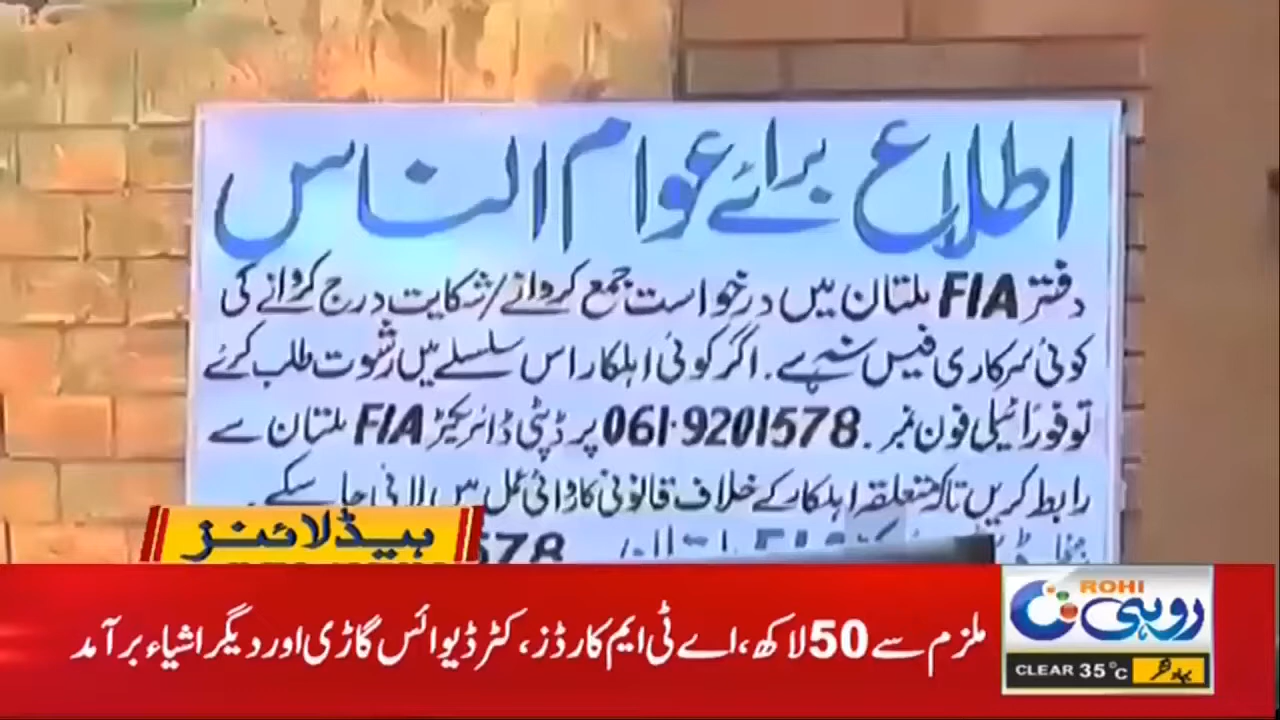 اطلاع برائے عوام الناس
دفتر FIA ملتان میں درخواست جمع کروانے/شکایت درج کروانے کی
کوئی سرکاری فیس نہ ہے. اگر کوئی اہلکار اس سلسلے میں رشوت طلب کرے
تو فوراً ٹیلی فون نمبر 061-9201578. پر ڈپٹی ڈائریکٹر FIA ملتان سے
رابطہ کریں تاکہ متعلقہ اہلکار کے خلاف قانونی کاروائی عمل میں لائی جا سکے.
578
ہیڈلائنز
ملزم سے 50 لاکھ، اے ٹی ایم کارڈز، کٹر ڈیوائس گاڑی اور دیگر اشیاء برآمد
ROHI
روہی
CLEAR 35°C
بہاولنگر